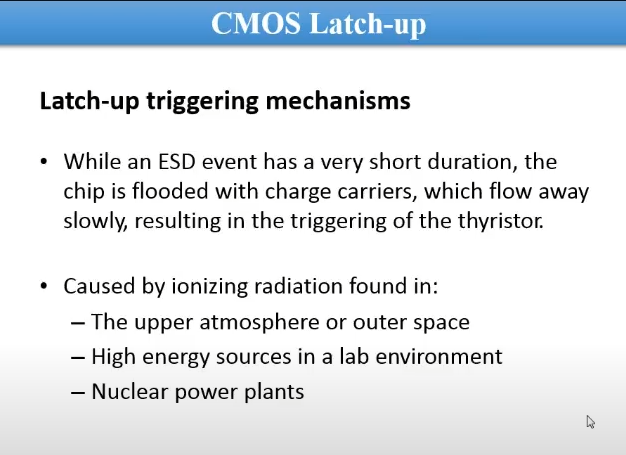 CMOS Latch-up
Latch-up triggering mechanisms
• While an ESD event has a very short duration, the
chip is flooded with charge carriers, which flow away
slowly, resulting in the triggering of the thyristor.
• Caused by ionizing radiation found in:
– The upper atmosphere or outer space
– High energy sources in a lab environment
– Nuclear power plants